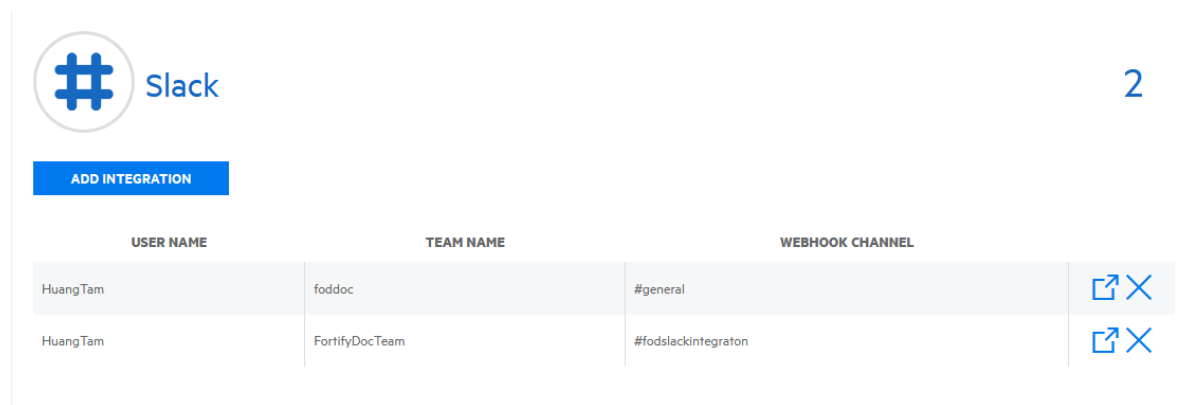 Slack
2
ADD INTEGRATION
USER NAME TEAM NAME WEBHOOK CHANNEL
HuangTam foddoc #general
HuangTam FortifyDocTeam #fodslackintegraton